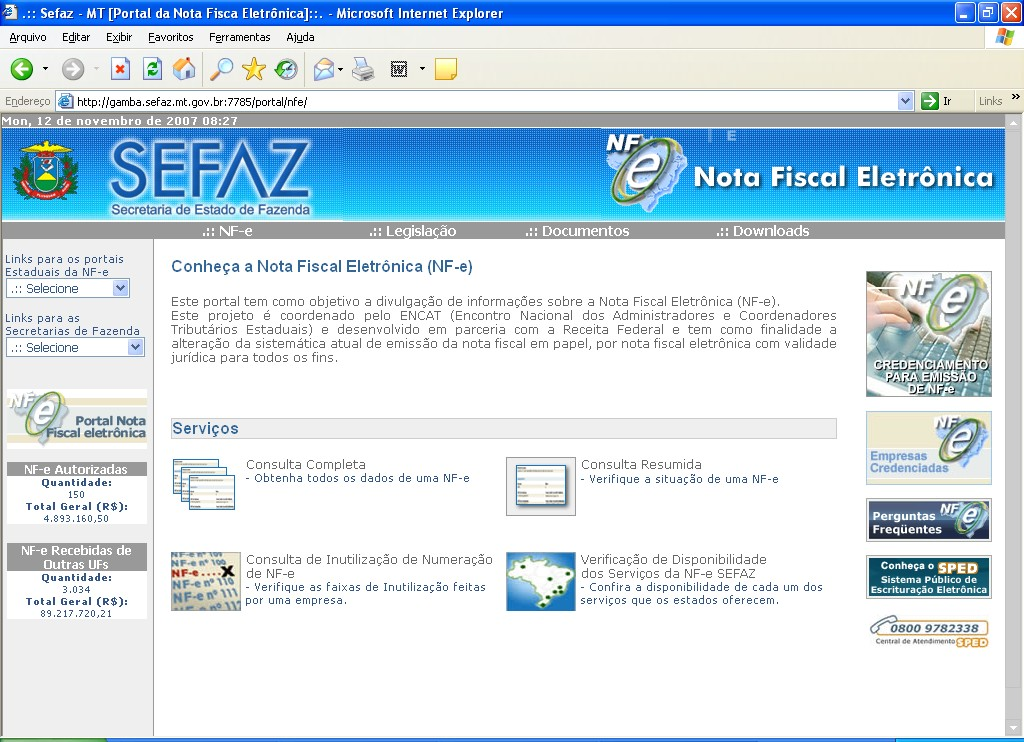 .:: Sefaz - MT [Portal da Nota Fisca Eletrônica]::. - Microsoft Internet Explorer
Arquivo Editar Exibir Favoritos Ferramentas Ajuda
Endereço http://gamba.sefaz.mt.gov.br:7785/portal/nfe/ Ir Links »
Mon, 12 de novembro de 2007 08:27
SEFAZ
Secretaria de Estado de Fazenda
NF-e
Nota Fiscal Eletrônica
.:: NF-e .:: Legislação .:: Documentos .:: Downloads
Links para os portais
Estaduais da NF-e
.:: Selecione
Links para as
Secretarias de Fazenda
.:: Selecione
NF-e
Portal Nota
Fiscal eletrônica
NF-e Autorizadas
Quantidade:
150
Total Geral (R$):
4.893.160,50
NF-e Recebidas de
Outras UFs
Quantidade:
3.034
Total Geral (R$):
89.217.720,21
Conheça a Nota Fiscal Eletrônica (NF-e)
Este portal tem como objetivo a divulgação de informações sobre a Nota Fiscal Eletrônica (NF-e).
Este projeto é coordenado pelo ENCAT (Encontro Nacional dos Administradores e Coordenadores
Tributários Estaduais) e desenvolvido em parceria com a Receita Federal e tem como finalidade a
alteração da sistemática atual de emissão da nota fiscal em papel, por nota fiscal eletrônica com validade
jurídica para todos os fins.
Serviços
Consulta Completa
- Obtenha todos os dados de uma NF-e
Consulta Resumida
- Verifique a situação de uma NF-e
Consulta de Inutilização de Numeração
de NF-e
- Verifique as faixas de Inutilização feitas
por uma empresa.
Verificação de Disponibilidade
dos Serviços da NF-e SEFAZ
- Confira a disponibilidade de cada um dos
serviços que os estados oferecem.
NF-e
CREDENCIAMENTO
PARA EMISSÃO
DE NF-e
NF-e
Empresas
Credenciadas
Perguntas
Freqüentes
NF-e
Conheça o SPED
Sistema Público de
Escrituração Eletrônica
0800 9782338
Central de Atendimento SPED